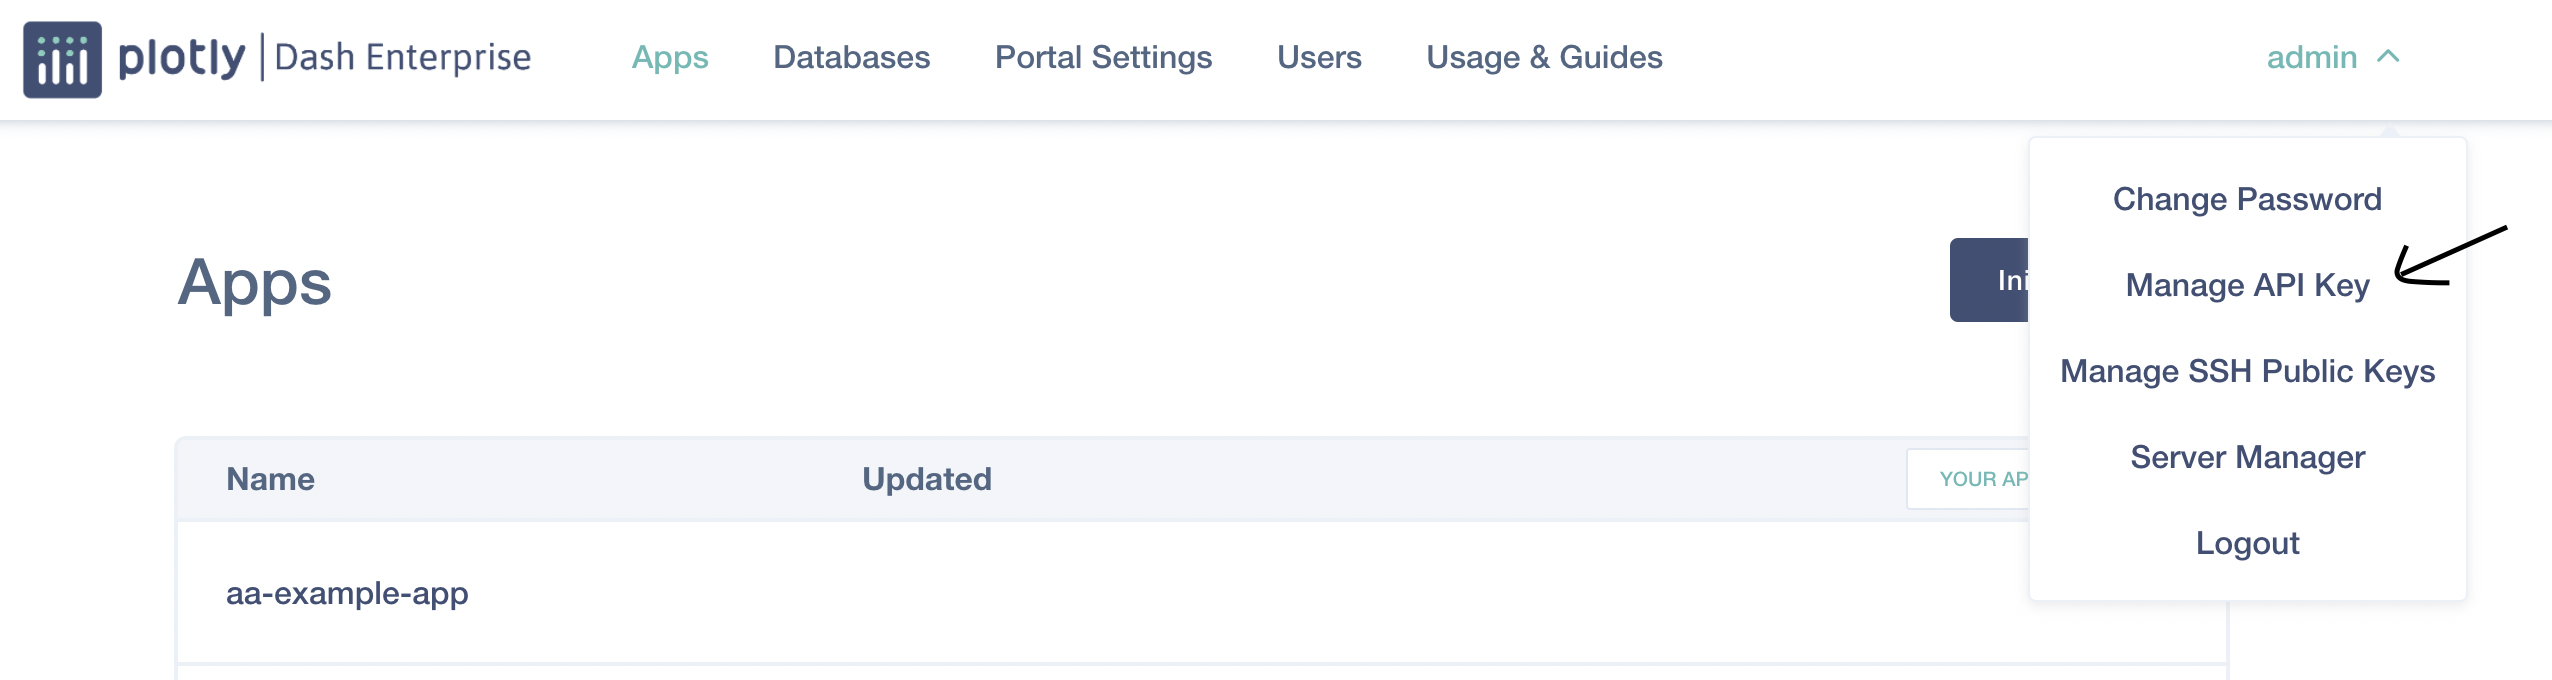 plotly | Dash Enterprise Apps Databases Portal Settings Users Usage & Guides admin
Change Password
Manage API Key
Manage SSH Public Keys
Server Manager
Logout
Apps
Ini
Name Updated YOUR AP
aa-example-app